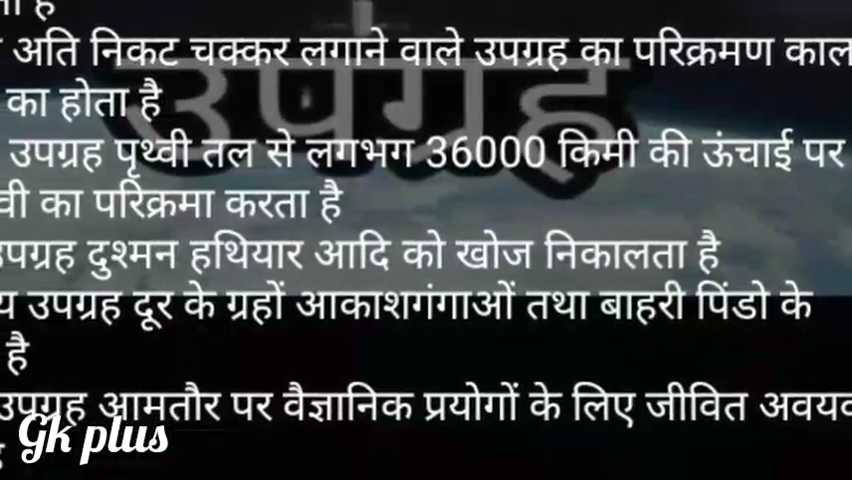 उपग्रह
अति निकट चक्कर लगाने वाले उपग्रह का परिक्रमण काल
का होता है
उपग्रह पृथ्वी तल से लगभग 36000 किमी की ऊंचाई पर
का परिक्रमा करता है
उपग्रह दुश्मन हथियार आदि को खोज निकालता है
उपग्रह दूर के ग्रहों आकाशगंगाओं तथा बाहरी पिंडो के
है
उपग्रह आमतौर पर वैज्ञानिक प्रयोगों के लिए जीवित
Gk plus